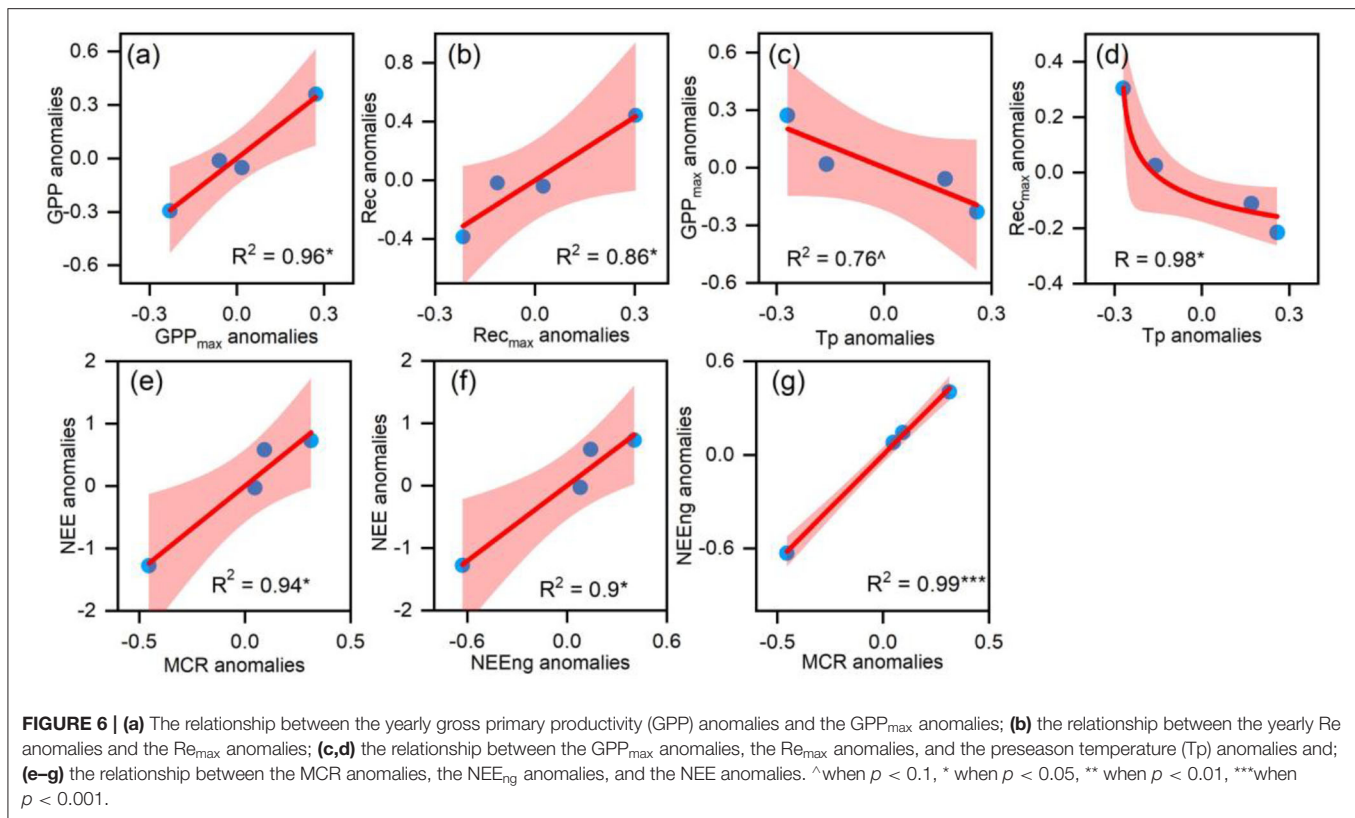 (a)
0.6
0.3
0.0
-0.3
-0.6
GPP anomalies
R² = 0.96*
-0.3 0.0 0.3
GPPmax anomalies
(b)
0.8
0.4
0.0
-0.4
Rec anomalies
R² = 0.86*
-0.3 0.0 0.3
Recmax anomalies
(c)
0.6
0.3
0.0
-0.3
-0.6
GPPmax anomalies
R² = 0.76^
-0.3 0.0 0.3
Tp anomalies
(d)
0.4
0.2
0.0
-0.2
-0.4
Recmax anomalies
R = 0.98*
-0.3 0.0 0.3
Tp anomalies
(e)
2
1
0
-1
-2
NEE anomalies
R² = 0.94*
-0.5 0.0 0.5
MCR anomalies
(f)
2
1
0
-1
-2
NEE anomalies
R² = 0.9*
-0.6 0.0 0.6
NEEng anomalies
(g)
0.6
0.0
-0.6
NEEng anomalies
R² = 0.99***
-0.5 0.0 0.5
MCR anomalies
FIGURE 6 | (a) The relationship between the yearly gross primary productivity (GPP) anomalies and the GPPmax anomalies; (b) the relationship between the yearly Re
anomalies and the Remax anomalies; (c,d) the relationship between the GPPmax anomalies, the Remax anomalies, and the preseason temperature (Tp) anomalies and;
(e–g) the relationship between the MCR anomalies, the NEEng anomalies, and the NEE anomalies. ^when p < 0.1, * when p < 0.05, ** when p < 0.01, ***when
p < 0.001.